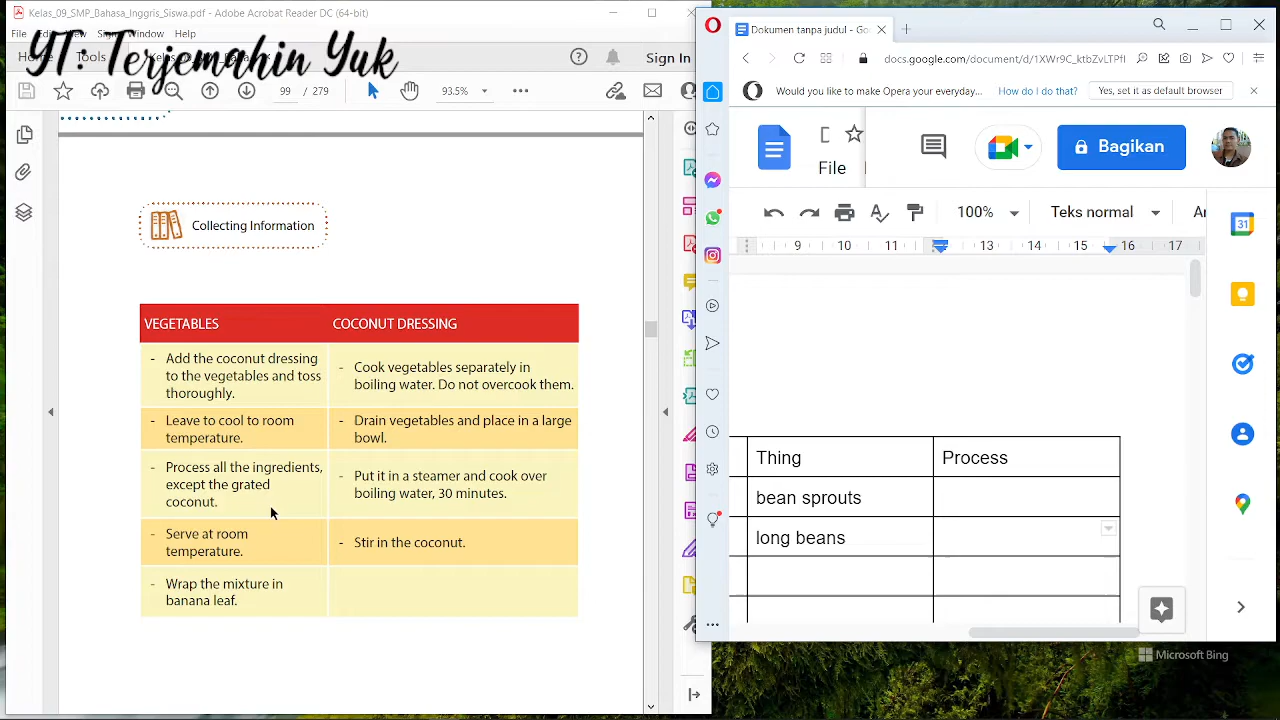 Kelas_09_SMP_Bahasa_Inggris_Siswa.pdf - Adobe Acrobat Reader DC (64-bit)
File Edit View Sign Window Help
YT: Terjemahin Yuk
Home Tools
Sign In
99 / 279
93.5%
Collecting Information
VEGETABLES COCONUT DRESSING
- Add the coconut dressing
to the vegetables and toss
thoroughly.
- Cook vegetables separately in
boiling water. Do not overcook them.
- Leave to cool to room
temperature.
- Drain vegetables and place in a large
bowl.
- Process all the ingredients,
except the grated
coconut.
- Put it in a steamer and cook over
boiling water, 30 minutes.
- Serve at room
temperature.
- Stir in the coconut.
- Wrap the mixture in
banana leaf.
Dokumen tanpa judul - Go
docs.google.com/document/d/1XWr9C_ktbZvLTPfl
Would you like to make Opera your everyday... How do I do that? Yes, set it as default browser
Bagikan
File
100% Teks normal Ar
9 10 11 13 14 15 16 17
31
Thing Process
bean sprouts
long beans
Microsoft Bing